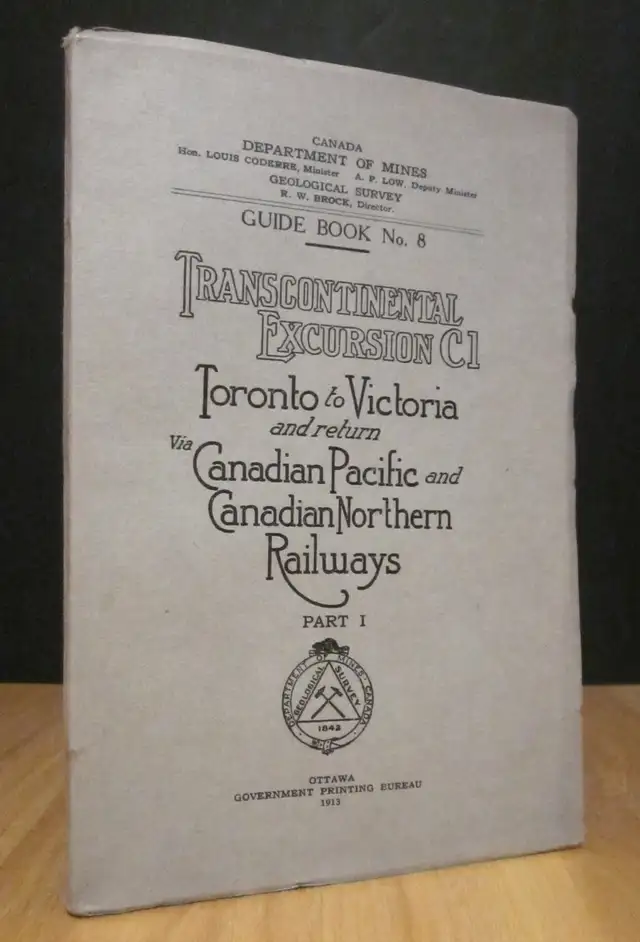 CANADA
DEPARTMENT OF MINES
Hon. LOUIS CODERRE, Minister A. P. LOW, Deputy Minister
GEOLOGICAL SURVEY
R. W. BROCK, Director.
GUIDE BOOK No. 8
TRANSCONTINENTAL
EXCURSION C1
Toronto to Victoria
and return
Via Canadian Pacific and
Canadian Northern
Railways
PART I
DEPARTMENT OF MINES CANADA
GEOLOGICAL SURVEY
1842
OTTAWA
GOVERNMENT PRINTING BUREAU
1913